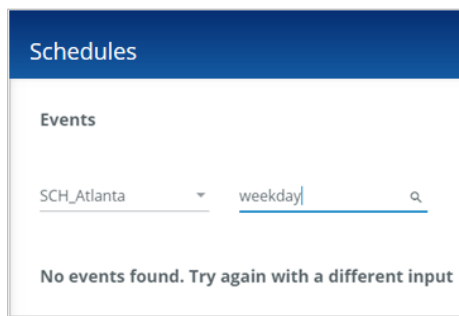 Schedules
Events
SCH_Atlanta weekday
No events found. Try again with a different input